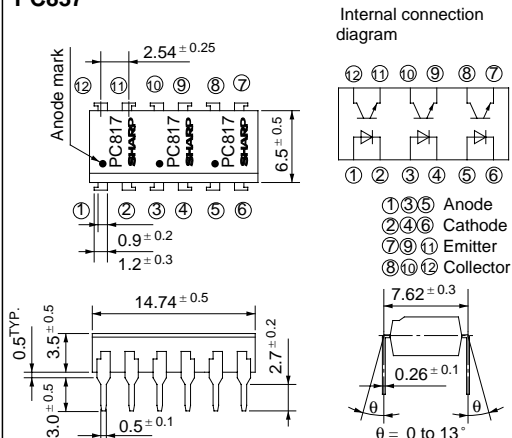 Internal connection
diagram
2.54 ± 0.25
Anode mark
⑫ ⑪ ⑩ ⑨ ⑧ ⑦
PC817 SHARP PC817 SHARP PC817 SHARP
6.5 ± 0.5
① ② ③ ④ ⑤ ⑥
0.9 ± 0.2
1.2 ± 0.3
⑫ ⑪ ⑩ ⑨ ⑧ ⑦
① ② ③ ④ ⑤ ⑥
①③⑤ Anode
②④⑥ Cathode
⑦⑨⑪ Emitter
⑧⑩⑫ Collector
14.74 ± 0.5
0.5 TYP.
3.5 ± 0.5
2.7 ± 0.2
3.0 ± 0.5
0.5 ± 0.1
7.62 ± 0.3
0.26 ± 0.1
θ θ
θ = 0 to 13˚